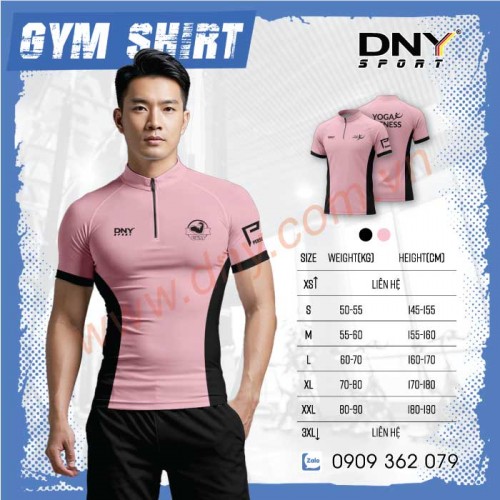 GYM SHIRT
DNY
SPORT
YOGA
FITNESS
DNY
SPORT
www.dny.com.vn
SIZE WEIGHT(KG) HEIGHT(CM)
XS↑ LIÊN HỆ
S 50-55 145-155
M 55-60 155-160
L 60-70 160-170
XL 70-80 170-180
XXL 80-90 180-190
3XL↓ LIÊN HỆ
Zalo 0909 362 079